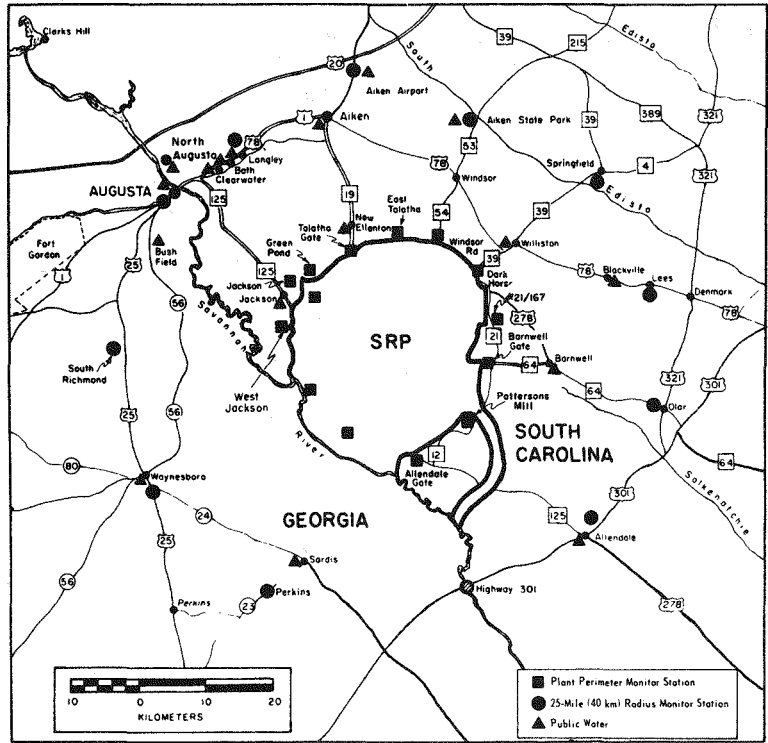 Clarks Hill
20
39
215
Edisto
South
Aiken Airport
1
Aiken
39
389
321
Aiken State Park
North
Augusta
78
Langley
Bath
Clearwater
53
78
Windsor
Springfield
4
321
Edisto
AUGUSTA
125
19
East
Talatha
54
39
New
Ellenton
Talatha
Gate
Windsor
Rd
Williston
Fort
Gordon
1
25
Bush
Field
Green
Pond
125
Jackson
Jackson
39
Dark
Horse
78
Blackville
Lees
Denmark
78
56
Savannah
#21/167
278
21
SRP
Barnwell
Gate
Barnwell
64
64
321
301
South
Richmond
West
Jackson
Pattersons
Mill
Olar
25
56
River
SOUTH
CAROLINA
64
80
Waynesboro
12
Allendale
Gate
Salkehatchie
24
GEORGIA
301
125
25
Allendale
56
Sardis
Perkins
23
Perkins
Highway 301
278
10 0 10 20
KILOMETERS
Plant Perimeter Monitor Station
25-Mile (40 km) Radius Monitor Station
Public Water